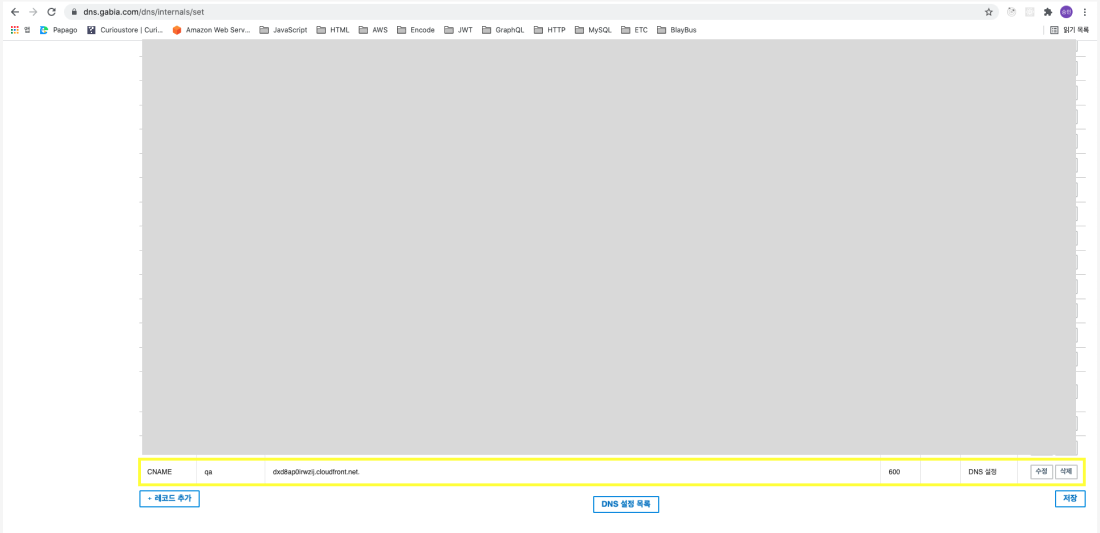 dns.gabia.com/dns/internals/set
앱 Papago Curioustore | Curi... Amazon Web Serv... JavaScript HTML AWS Encode JWT GraphQL HTTP MySQL ETC BlayBus 읽기 목록
CNAME qa dxd8ap0irwzij.cloudfront.net. 600 DNS 설정 수정 삭제
+ 레코드 추가 DNS 설정 목록 저장